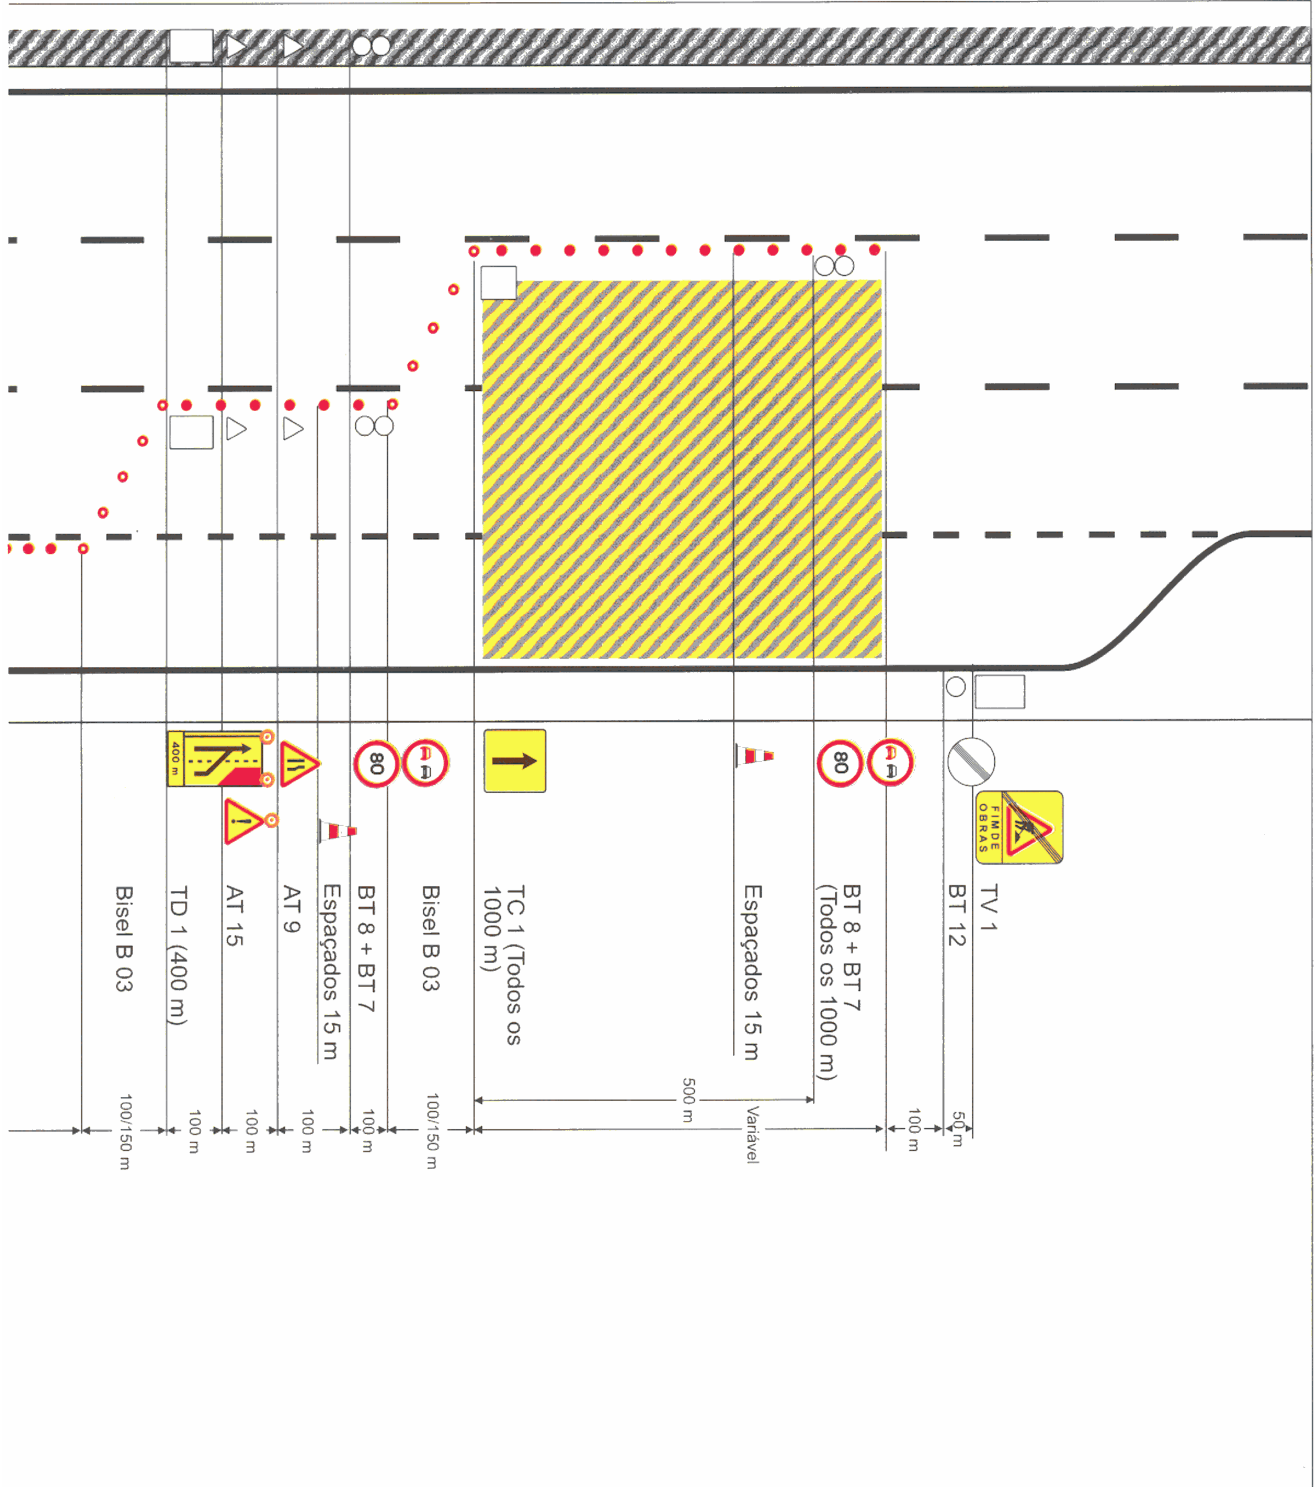 TV 1
FIM DE
OBRAS
BT 12
BT 8 + BT 7
(Todos os 1000 m)
80
Espaçados 15 m
TC 1 (Todos os
1000 m)
Bisel B 03
BT 8 + BT 7
80
Espaçados 15 m
AT 9
AT 15
!
TD 1 (400 m)
400 m
Bisel B 03
50 m
100 m
Variável
500 m
100/150 m
100 m
100 m
100 m
100 m
100/150 m